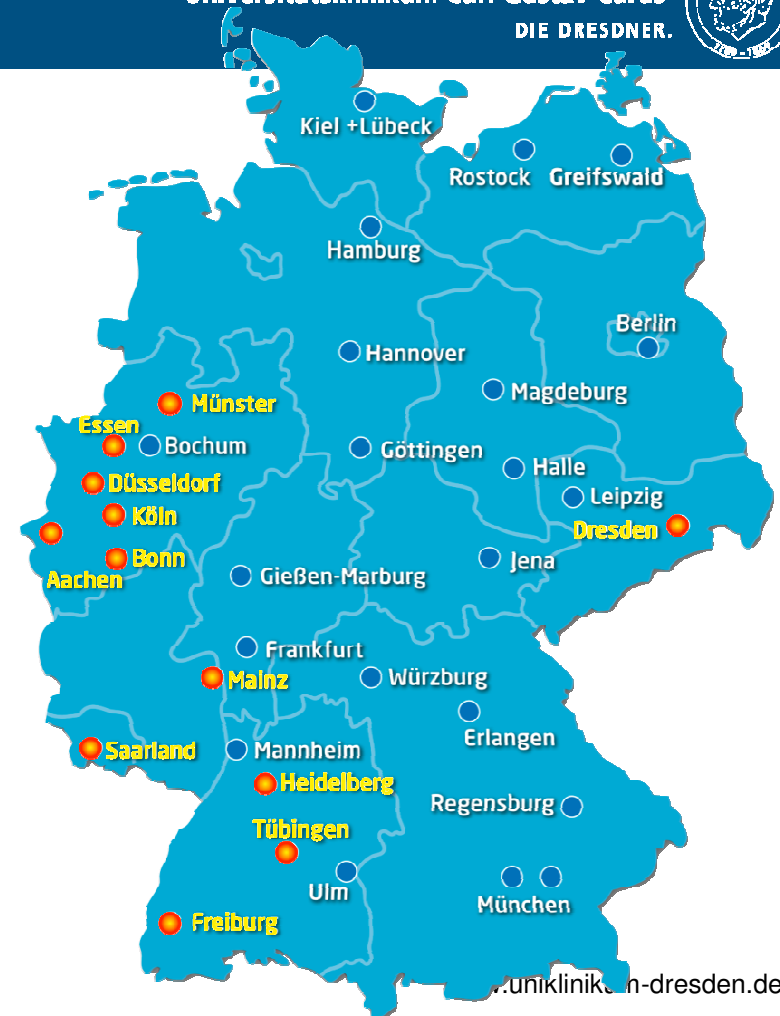 DIE DRESDNER.
Kiel +Lübeck
Rostock
Greifswald
Hamburg
Berlin
Hannover
Magdeburg
Münster
Essen
Bochum
Göttingen
Halle
Düsseldorf
Leipzig
Köln
Dresden
Bonn
Jena
Aachen
Gießen-Marburg
Frankfurt
Mainz
Würzburg
Erlangen
Saarland
Mannheim
Heidelberg
Regensburg
Tübingen
Ulm
München
Freiburg